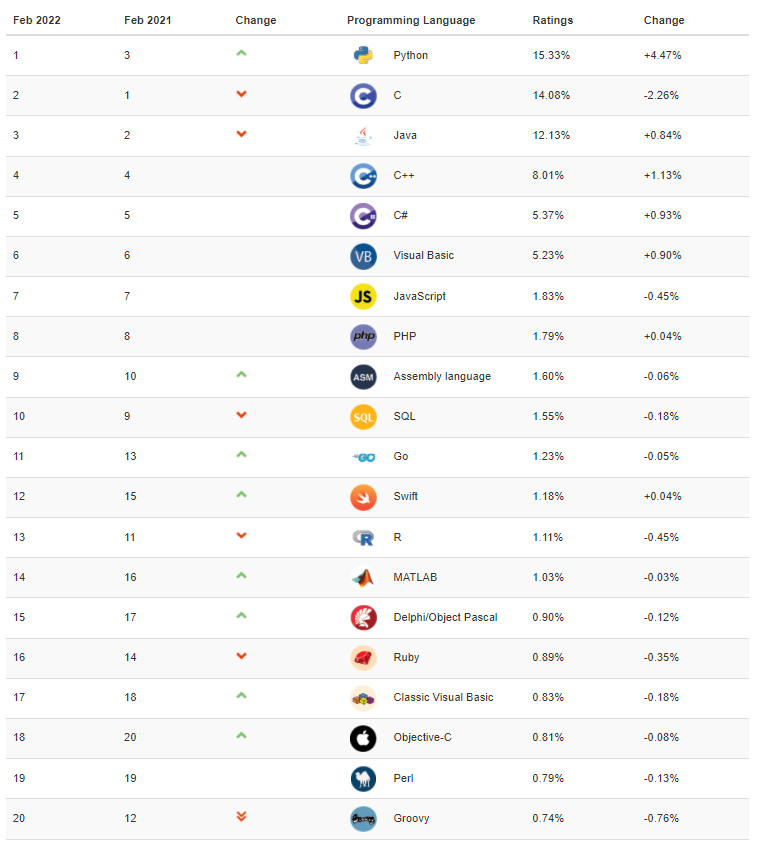 Feb 2022 Feb 2021 Change Programming Language Ratings Change
1 3 Python 15.33% +4.47%
2 1 C 14.08% -2.26%
3 2 Java 12.13% +0.84%
4 4 C++ 8.01% +1.13%
5 5 C# 5.37% +0.93%
6 6 VB Visual Basic 5.23% +0.90%
7 7 JS JavaScript 1.83% -0.45%
8 8 php PHP 1.79% +0.04%
9 10 ASM Assembly language 1.60% -0.06%
10 9 SQL SQL 1.55% -0.18%
11 13 GO Go 1.23% -0.05%
12 15 Swift 1.18% +0.04%
13 11 R R 1.11% -0.45%
14 16 MATLAB 1.03% -0.03%
15 17 Delphi/Object Pascal 0.90% -0.12%
16 14 Ruby 0.89% -0.35%
17 18 Classic Visual Basic 0.83% -0.18%
18 20 Objective-C 0.81% -0.08%
19 19 Perl 0.79% -0.13%
20 12 Groovy 0.74% -0.76%